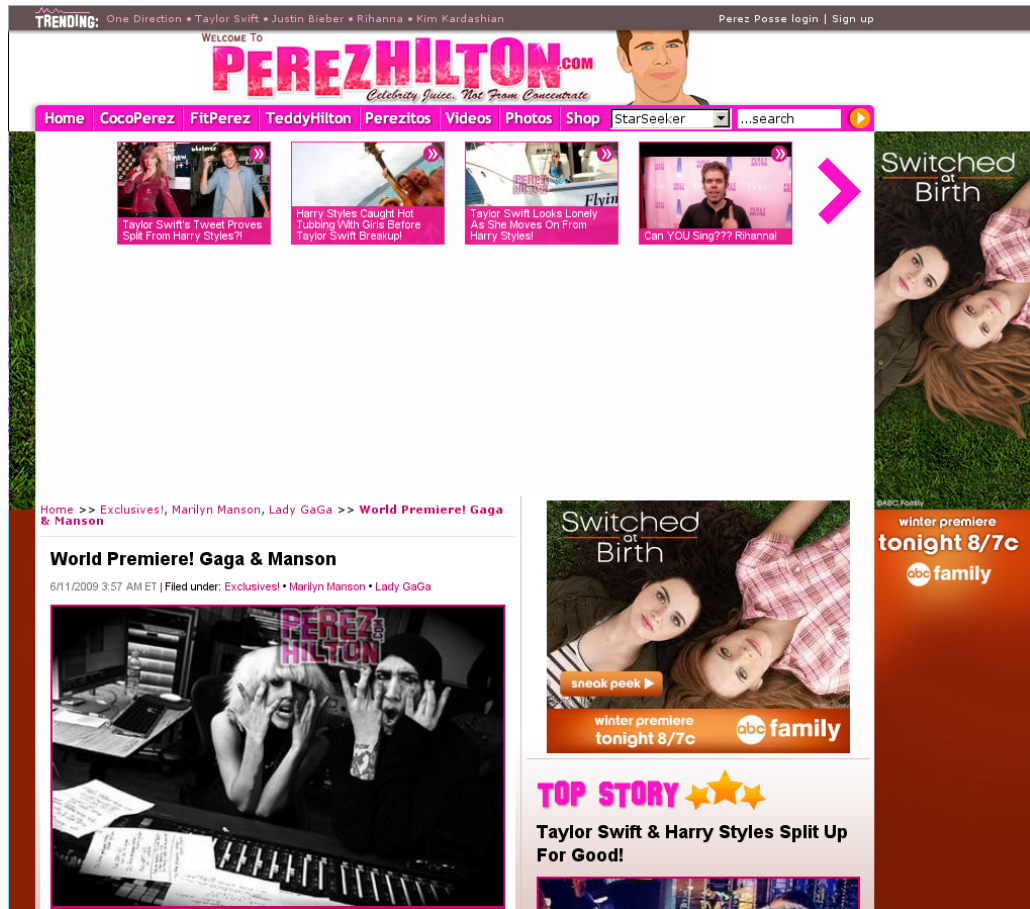 TRENDING: One Direction • Taylor Swift • Justin Bieber • Rihanna • Kim Kardashian
Perez Posse login | Sign up
WELCOME TO
PEREZHILTON.COM
Celebrity Juice, Not From Concentrate
Home CocoPerez FitPerez TeddyHilton Perezitos Videos Photos Shop StarSeeker ...search
Taylor Swift's Tweet Proves
Split From Harry Styles?!
Harry Styles Caught Hot
Tubbing With Girls Before
Taylor Swift Breakup!
PEREZ
HILTON
Flyin
Taylor Swift Looks Lonely
As She Moves On From
Harry Styles!
Can YOU Sing??? Rihanna!
Switched
at
Birth
©ABC Family
winter premiere
tonight 8/7c
abc family
Home >> Exclusives!, Marilyn Manson, Lady GaGa >> World Premiere! Gaga
& Manson
World Premiere! Gaga & Manson
6/11/2009 3:57 AM ET | Filed under: Exclusives! • Marilyn Manson • Lady GaGa
PEREZ
HILTON
.COM
Switched
at
Birth
sneak peek
winter premiere
tonight 8/7c
abc family
TOP STORY
Taylor Swift & Harry Styles Split Up
For Good!